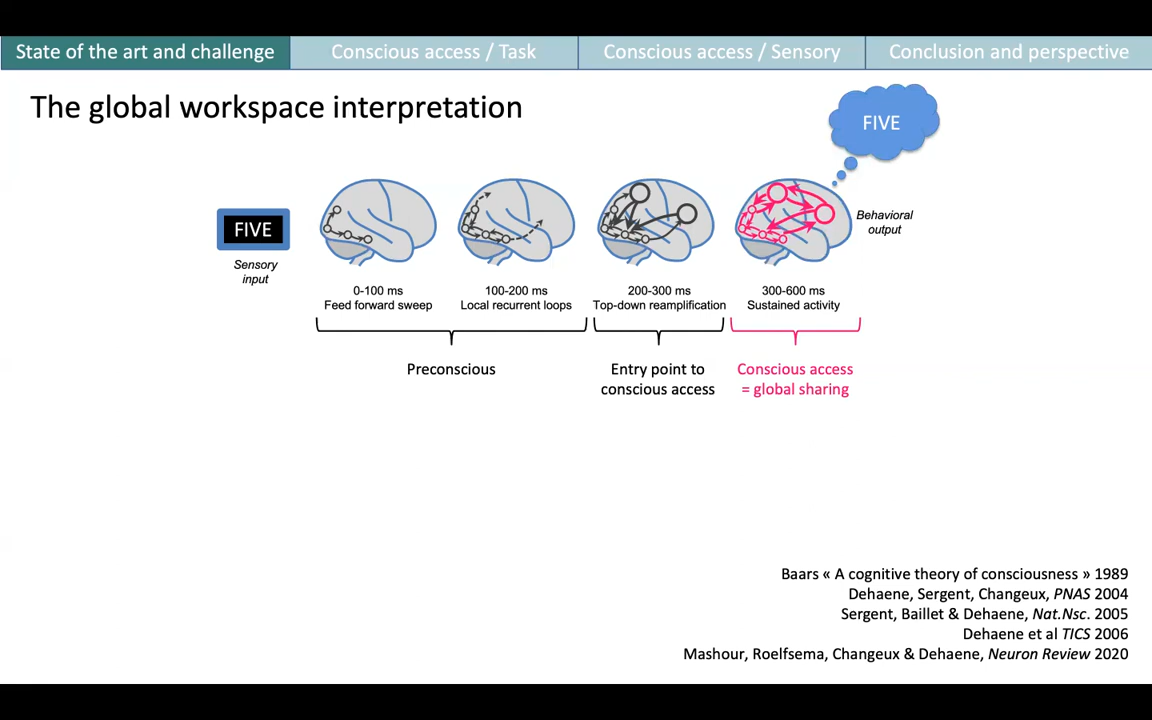 State of the art and challenge
Conscious access / Task
Conscious access / Sensory
Conclusion and perspective
The global workspace interpretation
FIVE
FIVE
Sensory
input
Behavioral
output
0-100 ms
Feed forward sweep
100-200 ms
Local recurrent loops
200-300 ms
Top-down reamplification
300-600 ms
Sustained activity
Preconscious
Entry point to
conscious access
Conscious access
= global sharing
Baars « A cognitive theory of consciousness » 1989
Dehaene, Sergent, Changeux, PNAS 2004
Sergent, Baillet & Dehaene, Nat.Nsc. 2005
Dehaene et al TICS 2006
Mashour, Roelfsema, Changeux & Dehaene, Neuron Review 2020